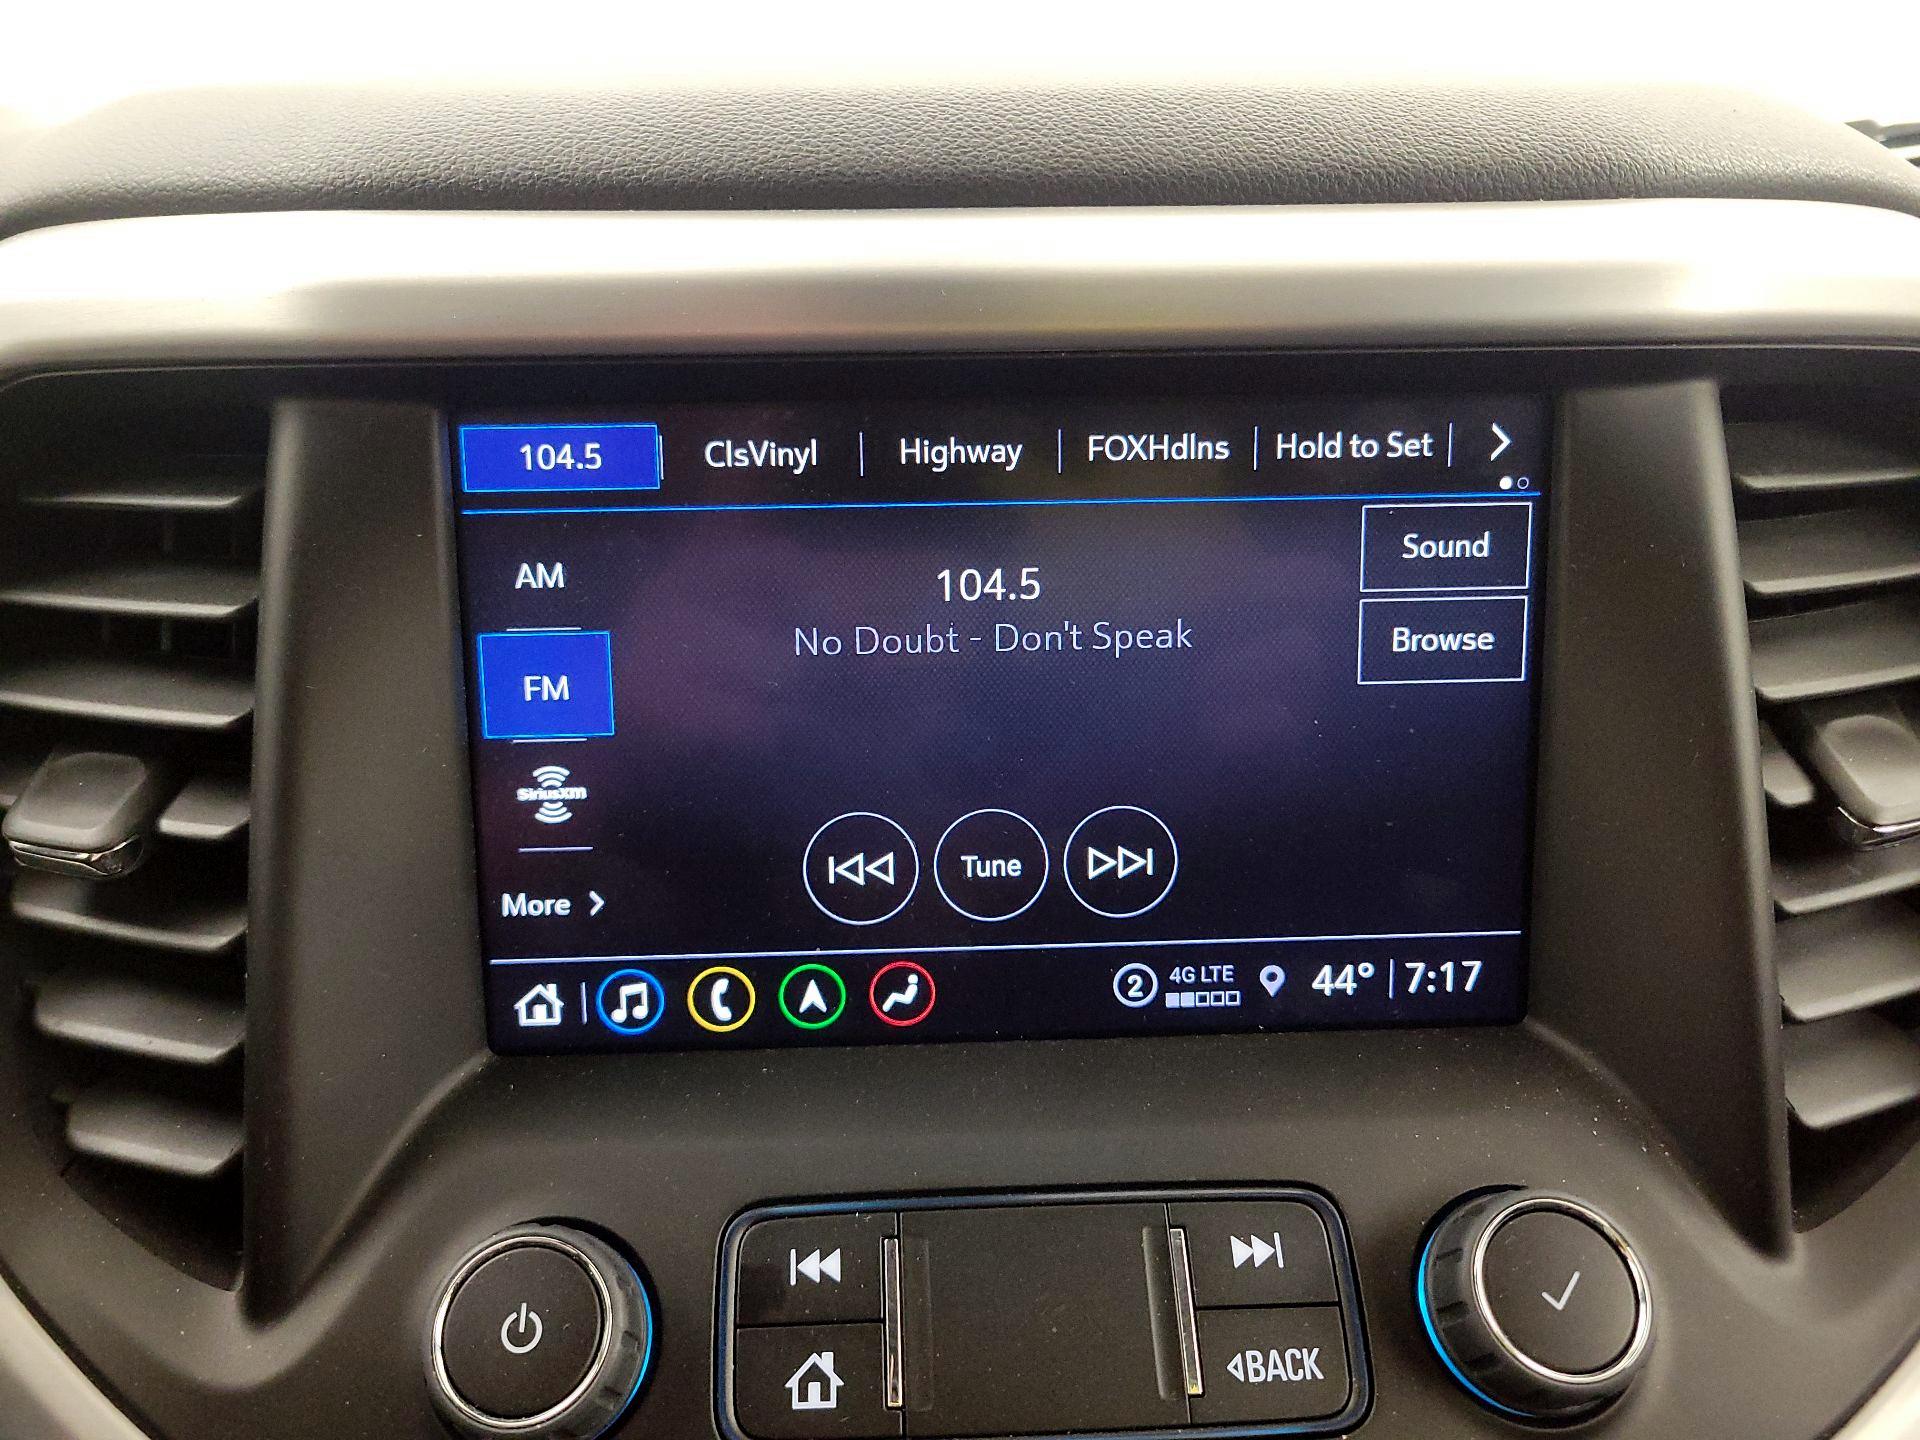 104.5 ClsVinyl Highway FOXHdlns Hold to Set
Sound
AM
104.5
No Doubt - Don't Speak
Browse
FM
SiriusXM
Tune
More
2 4G LTE 44° 7:17
BACK